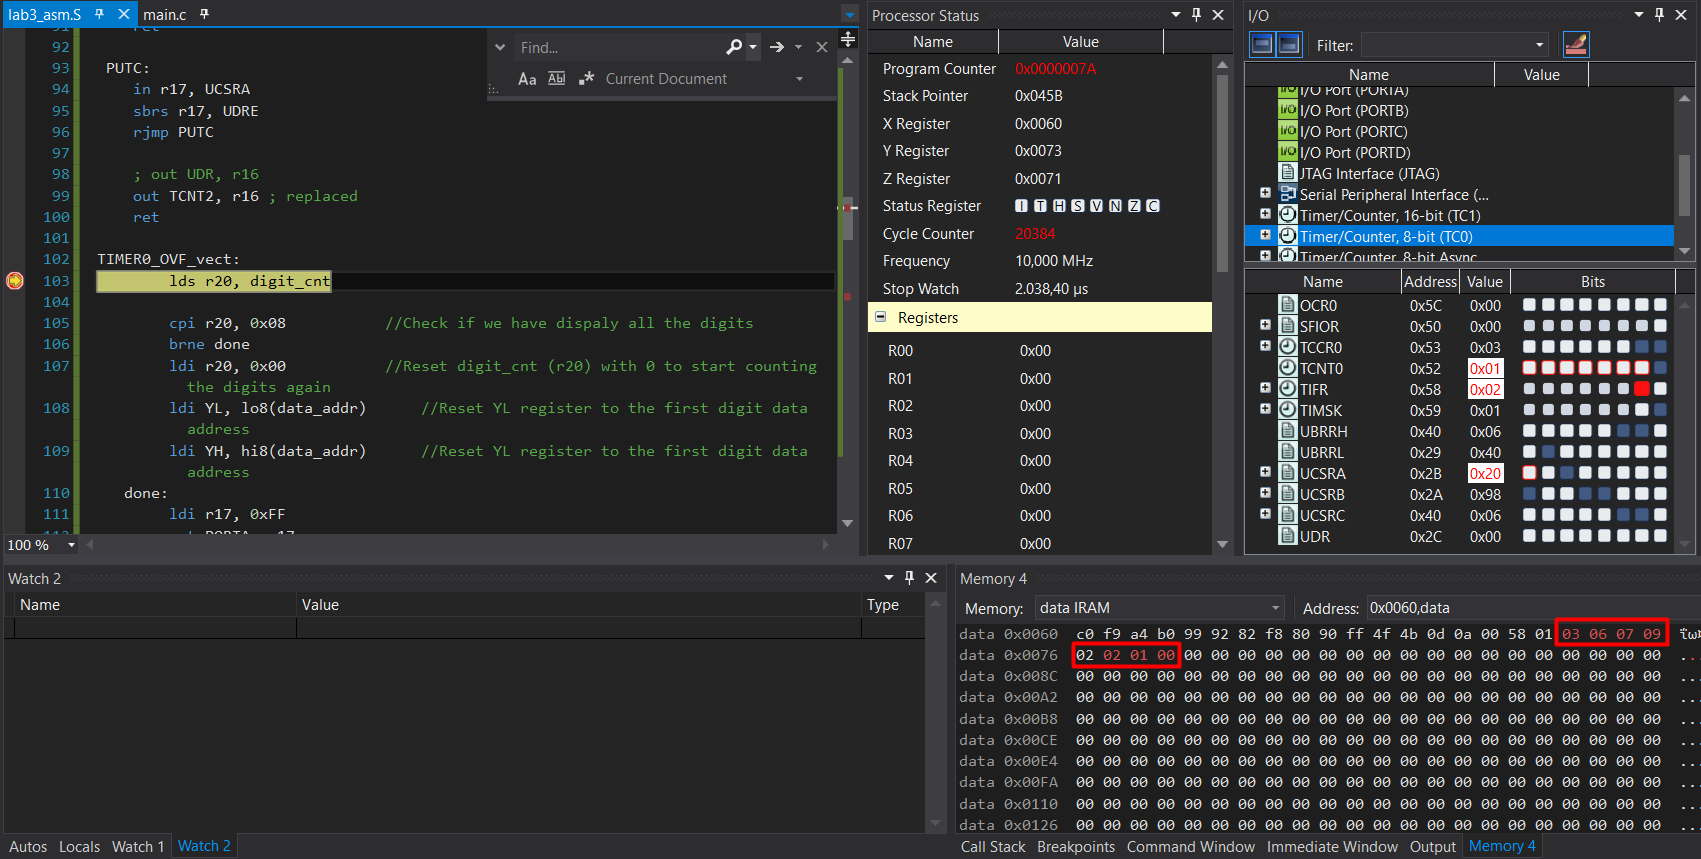 lab3_asm.S
main.c
92
93 PUTC:
94 in r17, UCSRA
95 sbrs r17, UDRE
96 rjmp PUTC
97
98 ; out UDR, r16
99 out TCNT2, r16 ; replaced
100 ret
101
102 TIMER0_OVF_vect:
103 lds r20, digit_cnt
104
105 cpi r20, 0x08 //Check if we have dispaly all the digits
106 brne done
107 ldi r20, 0x00 //Reset digit_cnt (r20) with 0 to start counting
the digits again
108 ldi YL, lo8(data_addr) //Reset YL register to the first digit data
address
109 ldi YH, hi8(data_addr) //Reset YL register to the first digit data
address
110 done:
111 ldi r17, 0xFF
100 %
Find...
Aa Abl .* Current Document
Processor Status
Name Value
Program Counter 0x0000007A
Stack Pointer 0x045B
X Register 0x0060
Y Register 0x0073
Z Register 0x0071
Status Register I T H S V N Z C
Cycle Counter 20384
Frequency 10,000 MHz
Stop Watch 2.038,40 µs
Registers
R00 0x00
R01 0x00
R02 0x00
R03 0x00
R04 0x00
R05 0x00
R06 0x00
R07 0x00
I/O
Filter:
Name Value
I/O Port (PORTA)
I/O Port (PORTB)
I/O Port (PORTC)
I/O Port (PORTD)
JTAG Interface (JTAG)
Serial Peripheral Interface (...
Timer/Counter, 16-bit (TC1)
Timer/Counter, 8-bit (TC0)
Timer/Counter, 8-bit Async
Name Address Value Bits
OCR0 0x5C 0x00
SFIOR 0x50 0x00
TCCR0 0x53 0x03
TCNT0 0x52 0x01
TIFR 0x58 0x02
TIMSK 0x59 0x01
UBRRH 0x40 0x06
UBRRL 0x29 0x40
UCSRA 0x2B 0x20
UCSRB 0x2A 0x98
UCSRC 0x40 0x06
UDR 0x2C 0x00
Watch 2
Name Value Type
Autos Locals Watch 1 Watch 2
Memory 4
Memory: data IRAM Address: 0x0060,data
data 0x0060 c0 f9 a4 b0 99 92 82 f8 80 90 ff 4f 4b 0d 0a 00 58 01 03 06 07 09
data 0x0076 02 02 01 00 00 00 00 00 00 00 00 00 00 00 00 00 00 00 00 00 00 00
data 0x008C 00 00 00 00 00 00 00 00 00 00 00 00 00 00 00 00 00 00 00 00 00 00
data 0x00A2 00 00 00 00 00 00 00 00 00 00 00 00 00 00 00 00 00 00 00 00 00 00
data 0x00B8 00 00 00 00 00 00 00 00 00 00 00 00 00 00 00 00 00 00 00 00 00 00
data 0x00CE 00 00 00 00 00 00 00 00 00 00 00 00 00 00 00 00 00 00 00 00 00 00
data 0x00E4 00 00 00 00 00 00 00 00 00 00 00 00 00 00 00 00 00 00 00 00 00 00
data 0x00FA 00 00 00 00 00 00 00 00 00 00 00 00 00 00 00 00 00 00 00 00 00 00
data 0x0110 00 00 00 00 00 00 00 00 00 00 00 00 00 00 00 00 00 00 00 00 00 00
data 0x0126 00 00 00 00 00 00 00 00 00 00 00 00 00 00 00 00 00 00 00 00 00 00
Call Stack Breakpoints Command Window Immediate Window Output Memory 4